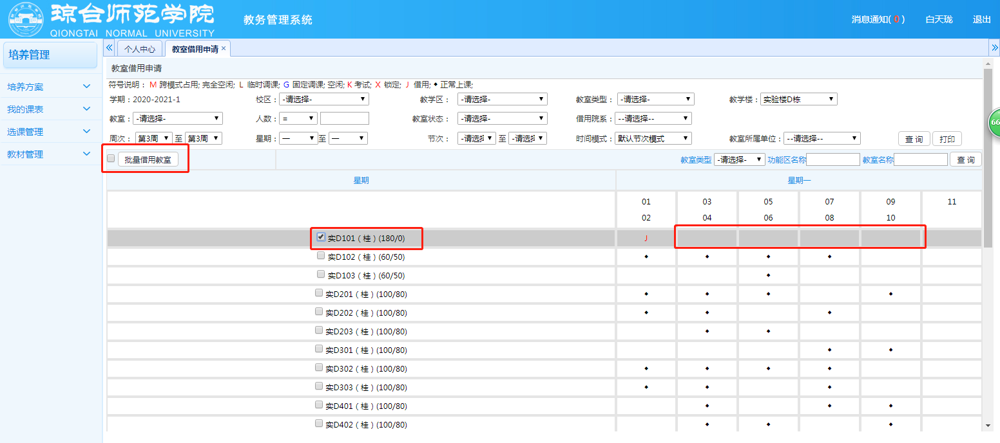 琼台师范学院
QIONGTAI NORMAL UNIVERSITY
教务管理系统
消息通知( 0 ) 白天珑 退出
培养管理
培养方案
我的课表
选课管理
教材管理
个人中心 教室借用申请 ×
教室借用申请
符号说明： M 跨模式占用; 完全空闲; L 临时调课; G 固定调课; 空闲; K 考试; X 锁定; J 借用; ◆ 正常上课;
学期：2020-2021-1 校区：-请选择- 教学区：-请选择- 教室类型：-请选择- 教学楼：实验楼D栋
教室：-请选择- 人数：= 教室状态：-请选择- 借用院系：--请选择--
周次：第3周 至 第3周 星期：一 至 一 节次：-请选择 至 -请选择 时间模式：默认节次模式 教室所属单位：--请选择-- 查 询 打印
66
批量借用教室 教室类型 -请选择- 功能区名称 教室名称 查 询
星期 星期一
01 03 05 07 09 11
02 04 06 08 10
实D101（桂）(180/0) J
实D102（桂）(60/50) ◆ ◆ ◆ ◆
实D103（桂）(60/50) ◆
实D201（桂）(100/80) ◆ ◆ ◆ ◆
实D202（桂）(100/80) ◆ ◆ ◆
实D203（桂）(100/80) ◆ ◆
实D301（桂）(100/80) ◆ ◆
实D302（桂）(100/80) ◆ ◆ ◆ ◆
实D303（桂）(100/80) ◆ ◆ ◆
实D401（桂）(100/80) ◆ ◆ ◆
实D402（桂）(100/80) ◆ ◆ ◆